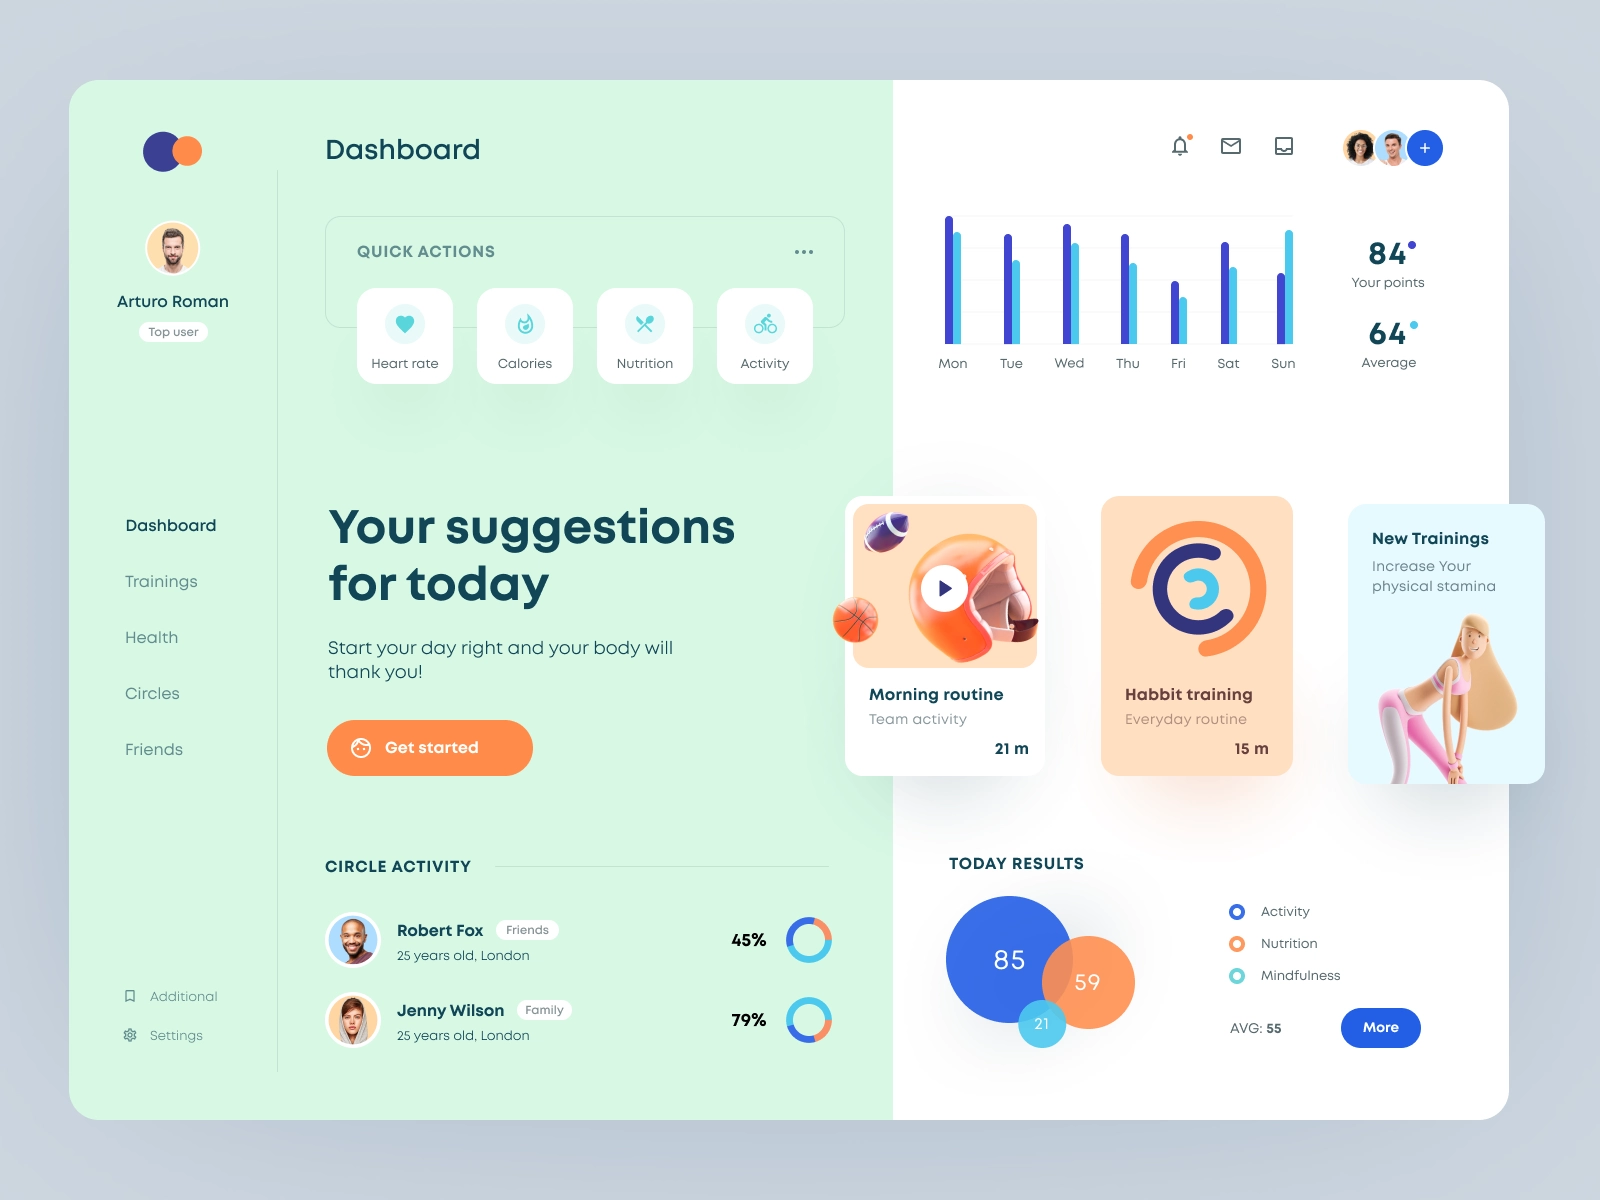 Dashboard
Arturo Roman
Top user
Dashboard
Trainings
Health
Circles
Friends
Additional
Settings
QUICK ACTIONS
Heart rate
Calories
Nutrition
Activity
Your suggestions
for today
Start your day right and your body will
thank you!
Get started
CIRCLE ACTIVITY
Robert Fox Friends
25 years old, London
45%
Jenny Wilson Family
25 years old, London
79%
Mon Tue Wed Thu Fri Sat Sun
84
Your points
64
Average
Morning routine
Team activity
21 m
Habbit training
Everyday routine
15 m
New Trainings
Increase Your
physical stamina
TODAY RESULTS
85
59
21
Activity
Nutrition
Mindfulness
AVG: 55
More